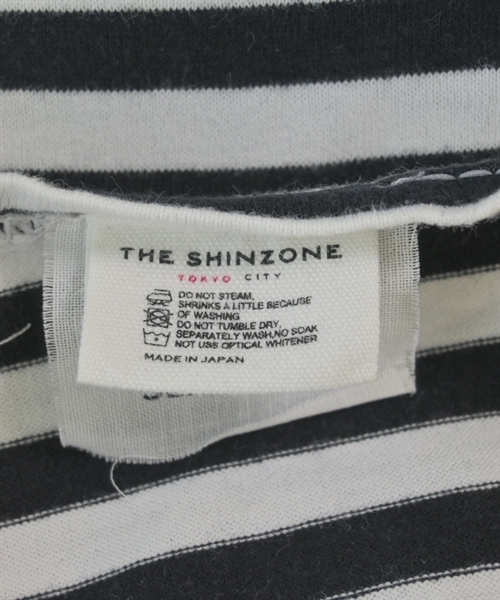 THE SHINZONE
TOKYO CITY
DO NOT STEAM,
SHRINKS A LITTLE BECAUSE
OF WASHING
DO NOT TUMBLE DRY,
SEPARATELY WASH.NO SOAK
NOT USE OPTICAL WHITENER
MADE IN JAPAN